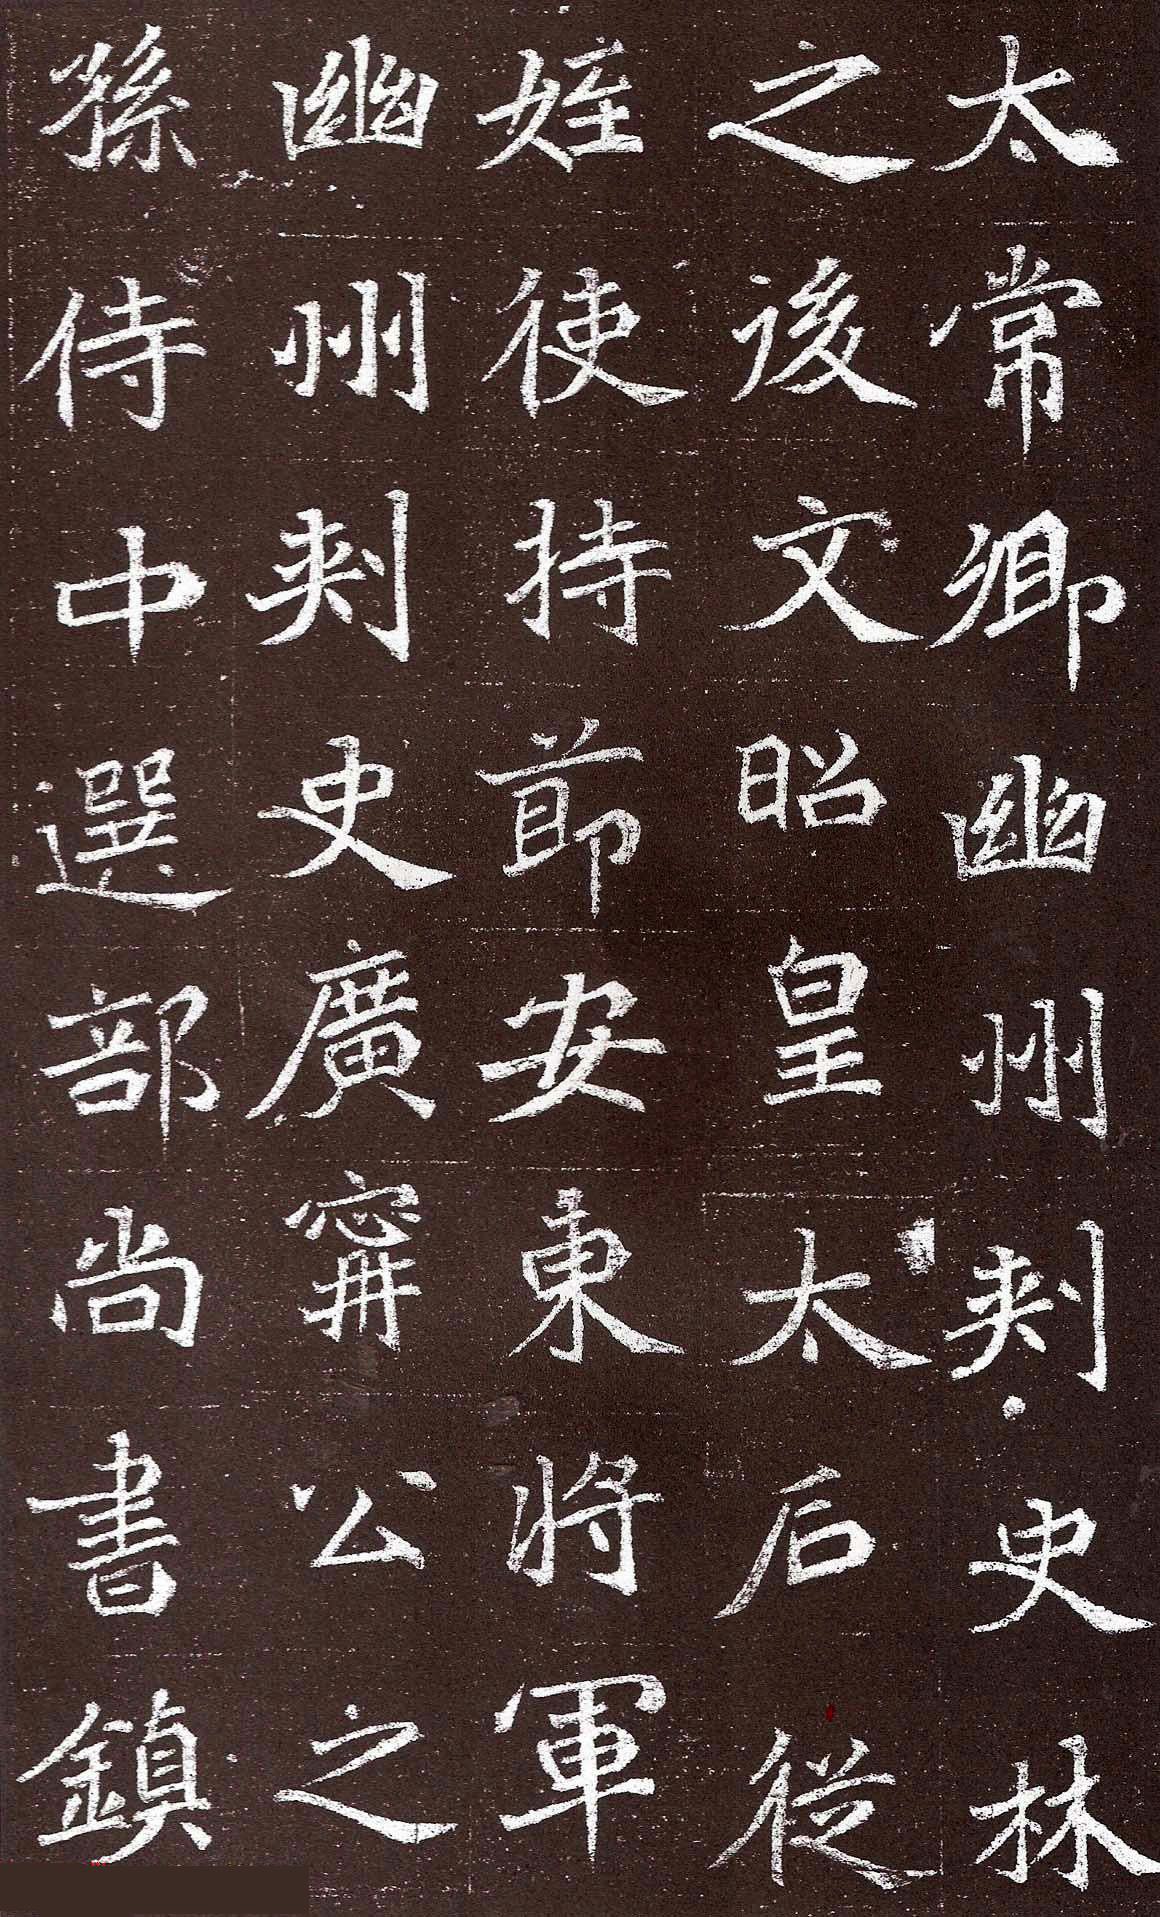 太常卿幽州刺史林
之後文昭皇太后從
姪使持節安東將軍
幽州刺史廣寧公之
孫侍中選部尚書鎮